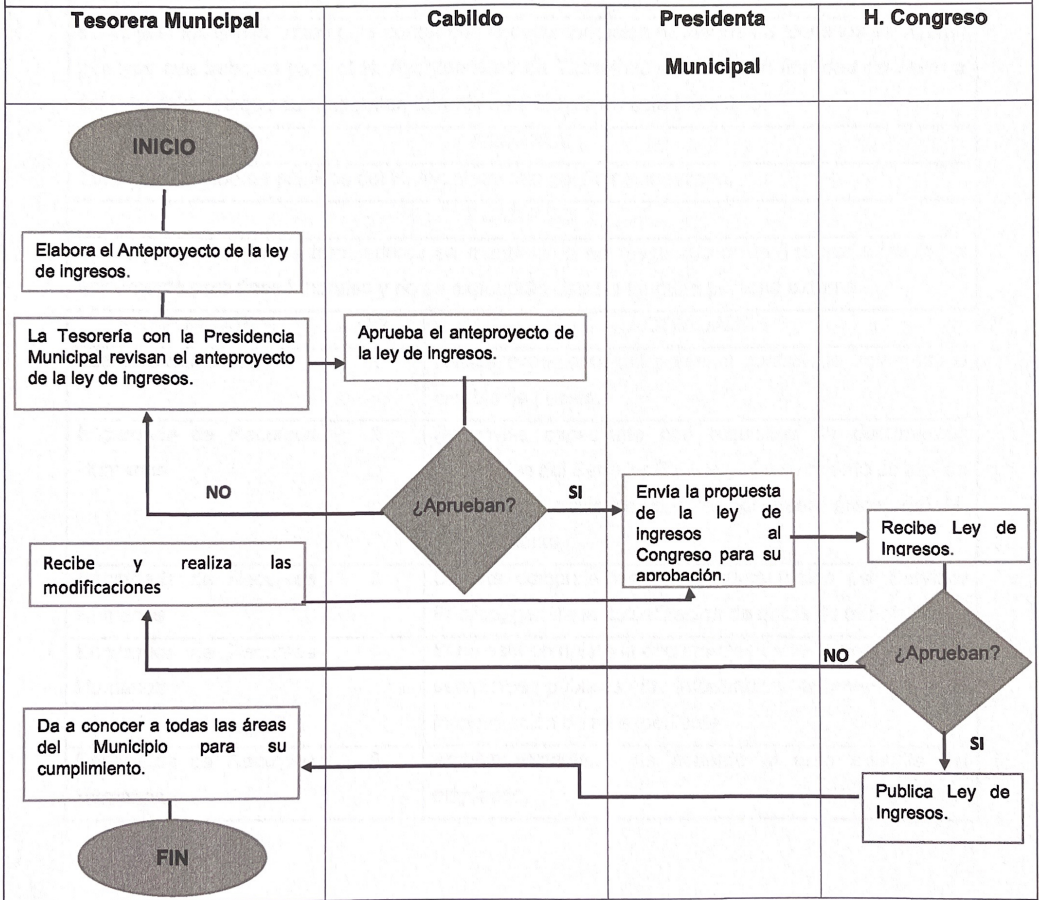 Tesorera Municipal
Cabildo
Presidenta
Municipal
H. Congreso
INICIO
Elabora el Anteproyecto de la ley
de ingresos.
La Tesorería con la Presidencia
Municipal revisan el anteproyecto
de la ley de ingresos.
Aprueba el anteproyecto de
la ley de ingresos.
¿Aprueban?
NO
SI
Envía la propuesta
de la ley de
ingresos al
Congreso para su
aprobación.
Recibe Ley de
Ingresos.
¿Aprueban?
NO
Recibe y realiza las
modificaciones
SI
Publica Ley de
Ingresos.
Da a conocer a todas las áreas
del Municipio para su
cumplimiento.
FIN